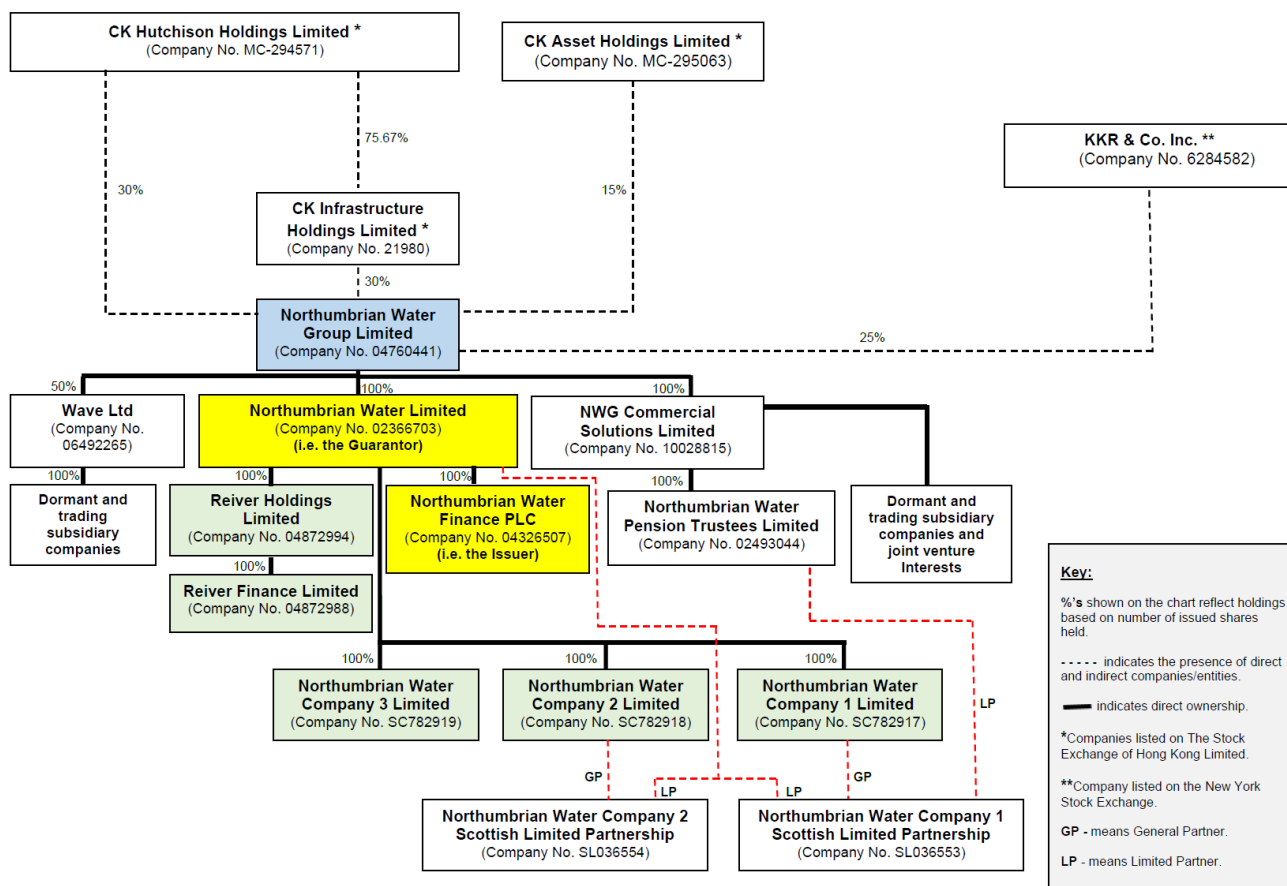 CK Hutchison Holdings Limited *
(Company No. MC-294571)
CK Asset Holdings Limited *
(Company No. MC-295063)
KKR & Co. Inc. **
(Company No. 6284582)
75.67%
30%
15%
CK Infrastructure
Holdings Limited *
(Company No. 21980)
30%
Northumbrian Water
Group Limited
(Company No. 04760441)
25%
50%
100%
100%
Wave Ltd
(Company No.
06492265)
Northumbrian Water Limited
(Company No. 02366703)
(i.e. the Guarantor)
NWG Commercial
Solutions Limited
(Company No. 10028815)
100%
100%
100%
100%
Dormant and
trading
subsidiary
companies
Reiver Holdings
Limited
(Company No. 04872994)
Northumbrian Water
Finance PLC
(Company No. 04326507)
(i.e. the Issuer)
Northumbrian Water
Pension Trustees Limited
(Company No. 02493044)
Dormant and
trading subsidiary
companies and
joint venture
Interests
100%
Reiver Finance Limited
(Company No. 04872988)
100%
100%
100%
Northumbrian Water
Company 3 Limited
(Company No. SC782919)
Northumbrian Water
Company 2 Limited
(Company No. SC782918)
Northumbrian Water
Company 1 Limited
(Company No. SC782917)
LP
GP
LP
LP
GP
Northumbrian Water Company 2
Scottish Limited Partnership
(Company No. SL036554)
Northumbrian Water Company 1
Scottish Limited Partnership
(Company No. SL036553)
Key:
%'s shown on the chart reflect holdings
based on number of issued shares
held.
- - - - - indicates the presence of direct
and indirect companies/entities.
indicates direct ownership.
*Companies listed on The Stock
Exchange of Hong Kong Limited.
**Company listed on the New York
Stock Exchange.
GP - means General Partner.
LP - means Limited Partner.